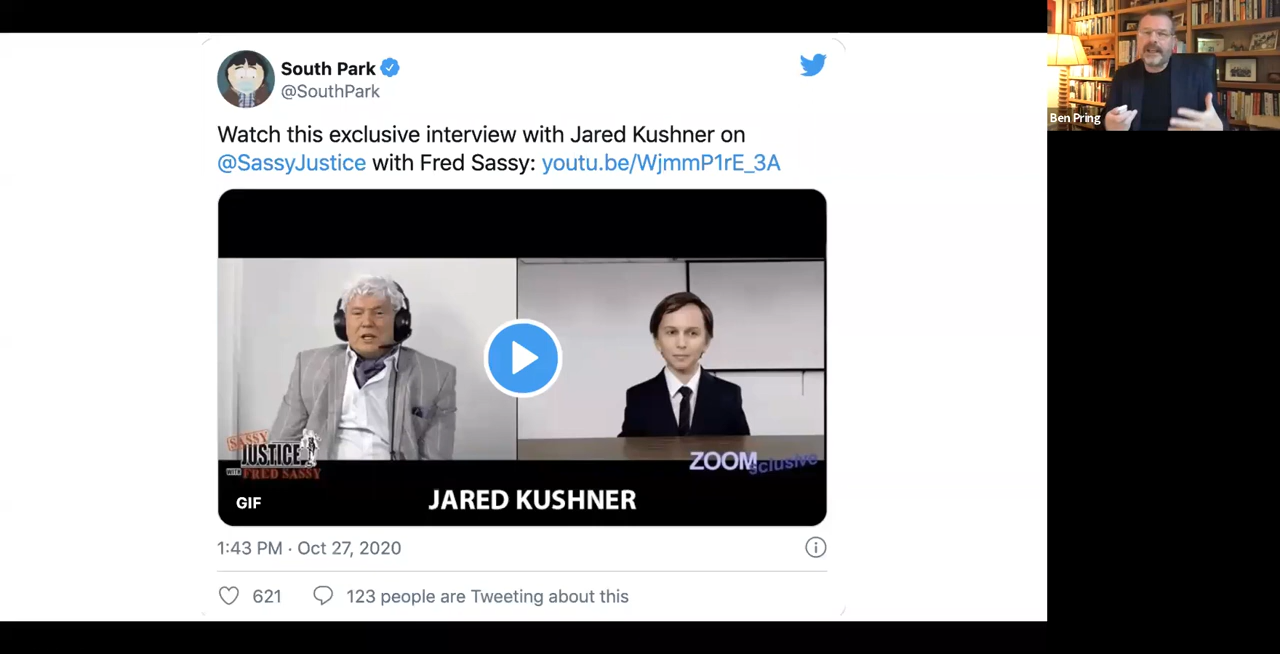 South Park
@SouthPark
Watch this exclusive interview with Jared Kushner on
@SassyJustice with Fred Sassy: youtu.be/WjmmP1rE_3A
SASSY
JUSTICE
WITH FRED SASSY
ZOOMsclusive
GIF
JARED KUSHNER
1:43 PM · Oct 27, 2020
621
123 people are Tweeting about this
Ben Pring